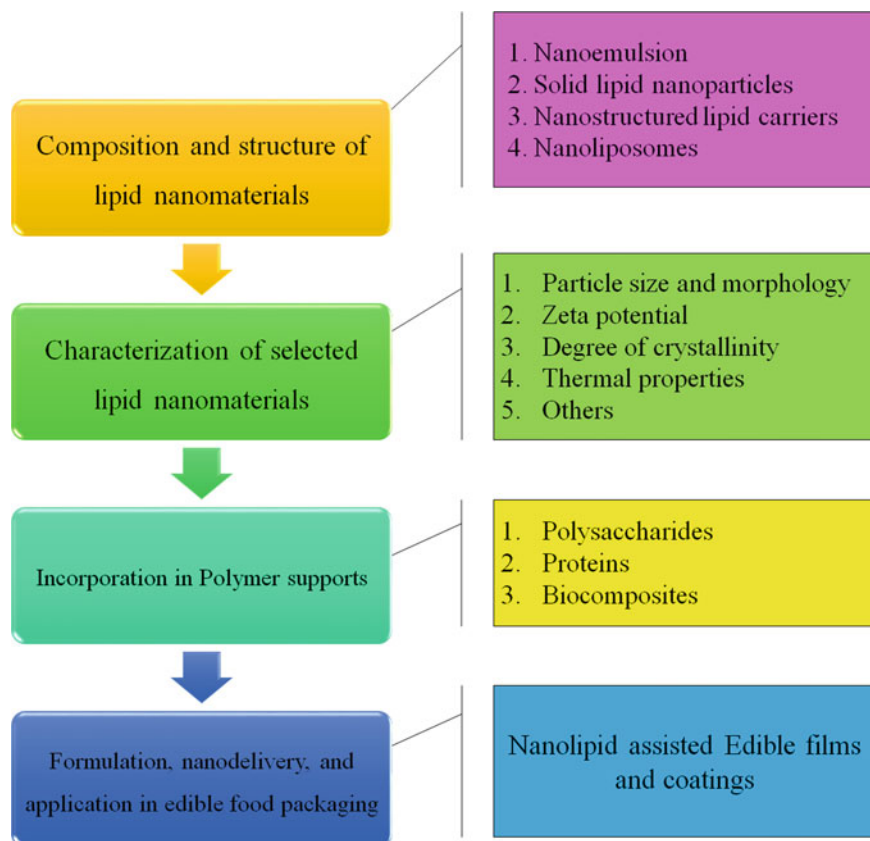 1. Nanoemulsion
2. Solid lipid nanoparticles
3. Nanostructured lipid carriers
4. Nanoliposomes
Composition and structure of
lipid nanomaterials
1. Particle size and morphology
2. Zeta potential
3. Degree of crystallinity
4. Thermal properties
5. Others
Characterization of selected
lipid nanomaterials
1. Polysaccharides
2. Proteins
3. Biocomposites
Incorporation in Polymer supports
Nanolipid assisted Edible films
and coatings
Formulation, nanodelivery, and
application in edible food packaging